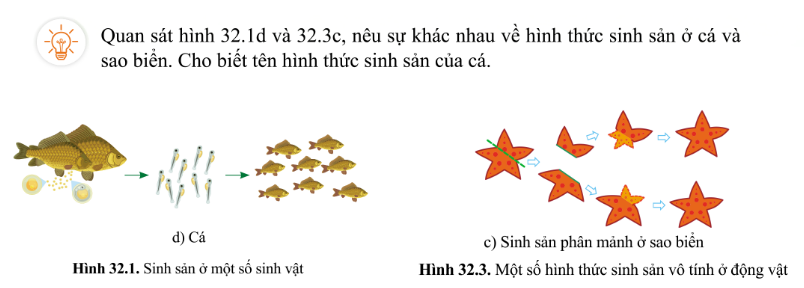 Quan sát hình 32.1d và 32.3c, nêu sự khác nhau về hình thức sinh sản ở cá và
sao biển. Cho biết tên hình thức sinh sản của cá.
d) Cá
Hình 32.1. Sinh sản ở một số sinh vật
c) Sinh sản phân mảnh ở sao biển
Hình 32.3. Một số hình thức sinh sản vô tính ở động vật